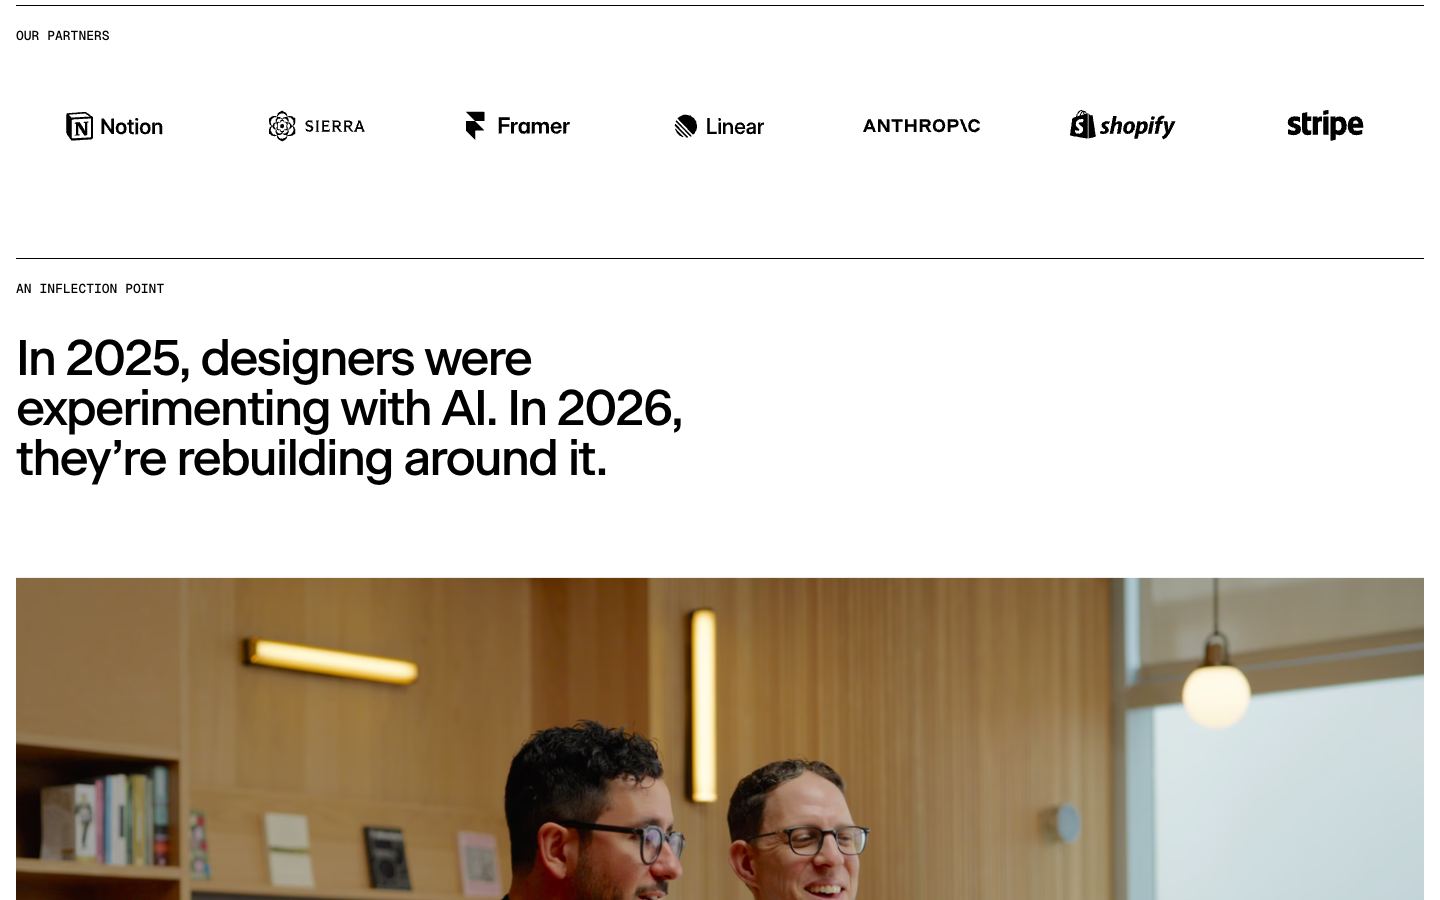 OUR PARTNERS
Notion
SIERRA
Framer
Linear
ANTHROP\C
shopify
stripe
AN INFLECTION POINT
In 2025, designers were
experimenting with AI. In 2026,
they’re rebuilding around it.